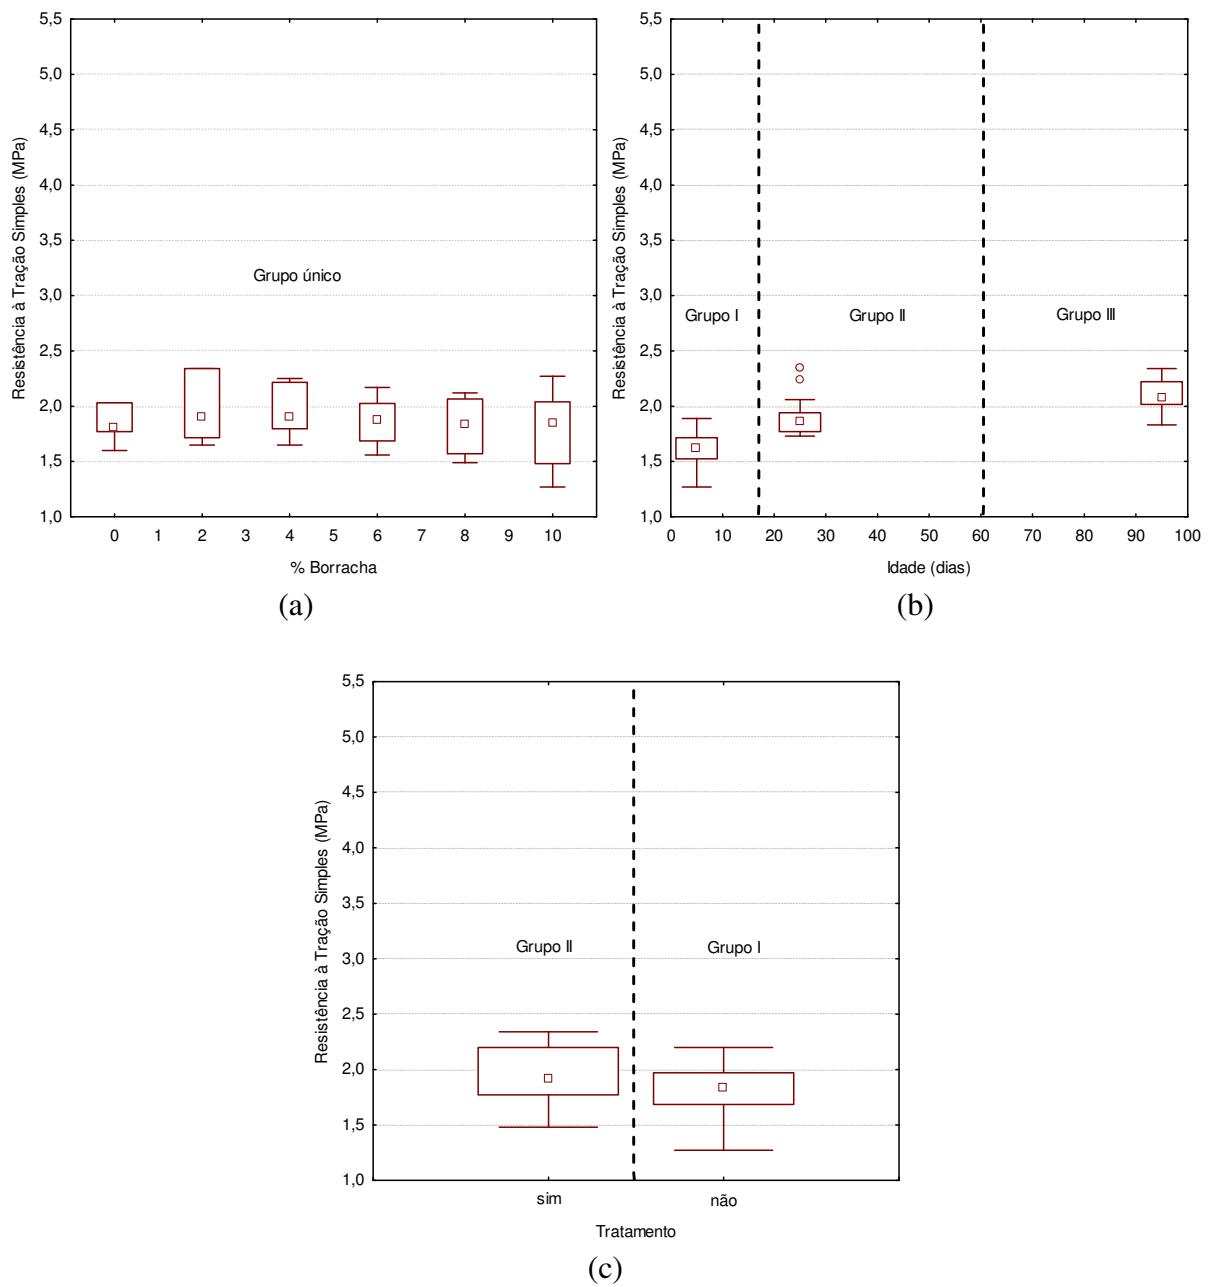 5,5
5,0
4,5
4,0
3,5
3,0
2,5
2,0
1,5
1,0
Resistência à Tração Simples (MPa)
Grupo único
0 1 2 3 4 5 6 7 8 9 10
% Borracha
(a)
5,5
5,0
4,5
4,0
3,5
3,0
2,5
2,0
1,5
1,0
Resistência à Tração Simples (MPa)
Grupo I Grupo II Grupo III
0 10 20 30 40 50 60 70 80 90 100
Idade (dias)
(b)
5,5
5,0
4,5
4,0
3,5
3,0
2,5
2,0
1,5
1,0
Resistência à Tração Simples (MPa)
Grupo II Grupo I
sim não
Tratamento
(c)